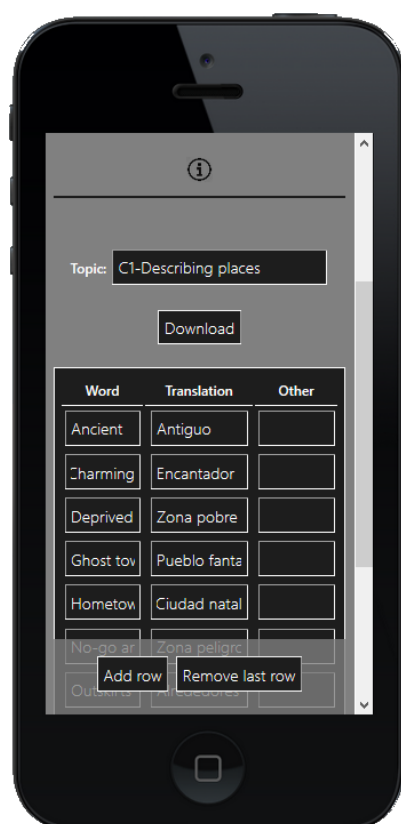 Topic: C1-Describing places
Download
Word Translation Other
Ancient Antiguo
Charming Encantador
Deprived Zona pobre
Ghost tov Pueblo fanta
Hometow Ciudad natal
No-go ar Zona peligro
Outskirts Alrededores
Add row Remove last row